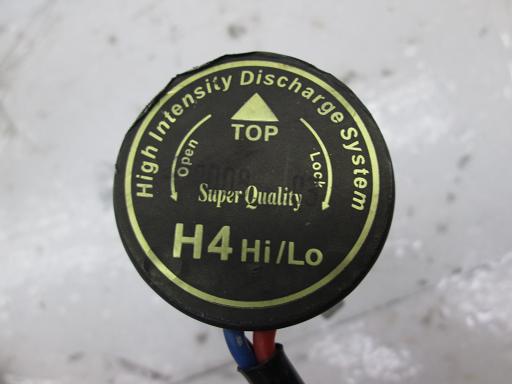 High Intensity Discharge System
TOP
Open
Lock
Super Quality
H4 Hi/Lo